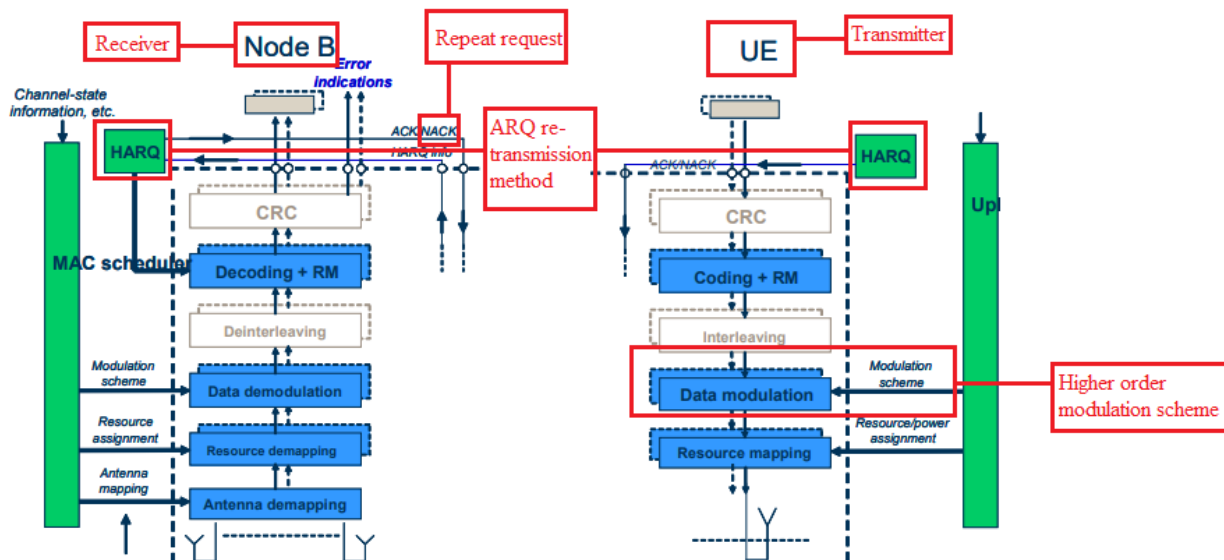 Receiver
Node B
Repeat request
UE
Transmitter
Error
indications
Channel-state
information, etc.
HARQ
ACK/NACK
HARQ info
ARQ re-
transmission
method
ACK/NACK
HARQ
CRC
CRC
Upl
MAC scheduler
Decoding + RM
Coding + RM
Deinterleaving
Interleaving
Modulation
scheme
Data demodulation
Data modulation
Modulation
scheme
Higher order
modulation scheme
Resource
assignment
Resource demapping
Resource mapping
Resource/power
assignment
Antenna
mapping
Antenna demapping